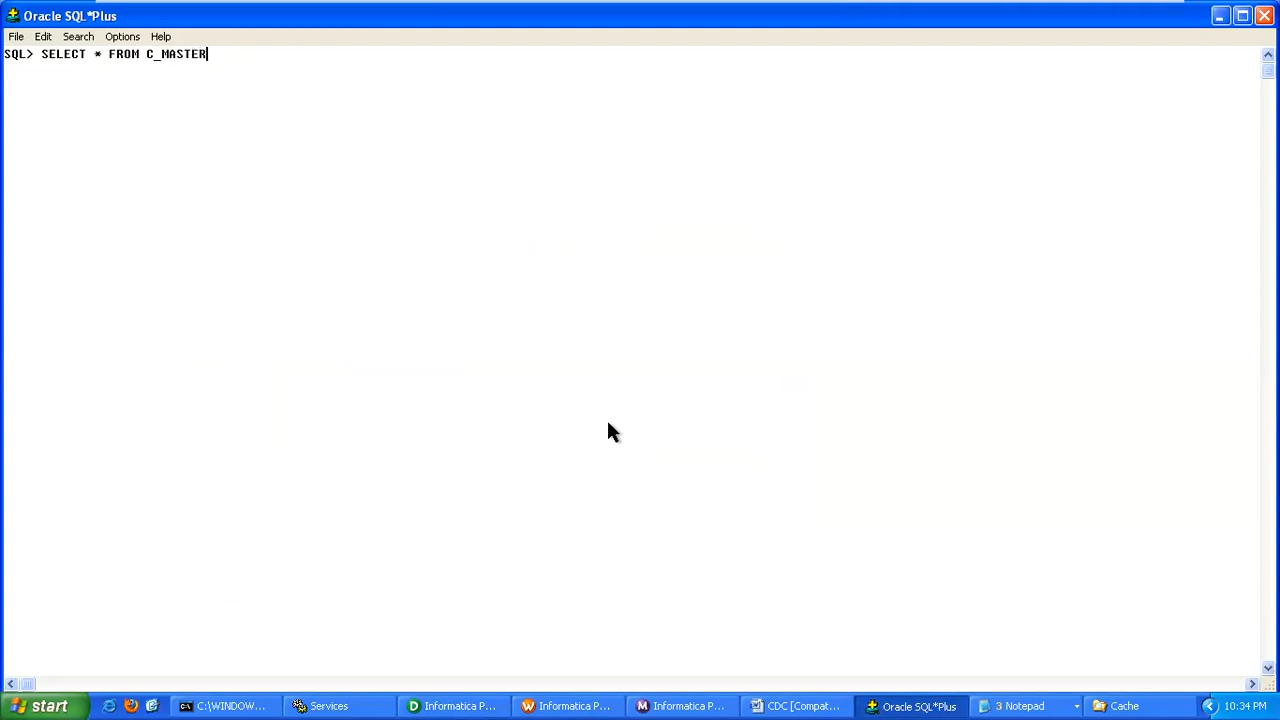 Oracle SQL*Plus
File Edit Search Options Help
SQL> SELECT * FROM C_MASTER
start C:\WINDOW... Services Informatica P... Informatica P... Informatica P... CDC [Compat... Oracle SQL*Plus 3 Notepad Cache 10:34 PM